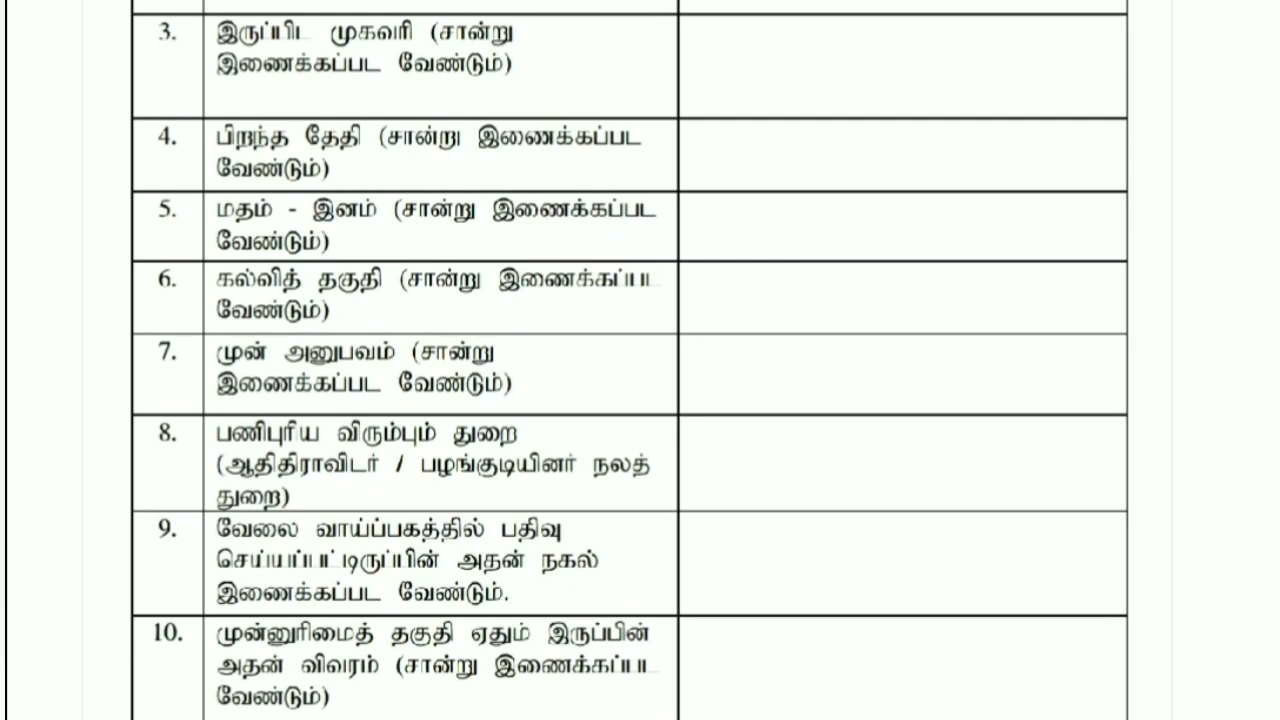 3. இருப்பிட முகவரி (சான்று
இணைக்கப்பட வேண்டும்)
4. பிறந்த தேதி (சான்று இணைக்கப்பட
வேண்டும்)
5. மதம் - இனம் (சான்று இணைக்கப்பட
வேண்டும்)
6. கல்வித் தகுதி (சான்று இணைக்கப்பட
வேண்டும்)
7. முன் அனுபவம் (சான்று
இணைக்கப்பட வேண்டும்)
8. பணிபுரிய விரும்பும் துறை
(ஆதிதிராவிடர் / பழங்குடியினர் நலத்
துறை)
9. வேலை வாய்ப்பகத்தில் பதிவு
செய்யப்பட்டிருப்பின் அதன் நகல்
இணைக்கப்பட வேண்டும்.
10. முன்னுரிமைத் தகுதி ஏதும் இருப்பின்
அதன் விவரம் (சான்று இணைக்கப்பட
வேண்டும்)